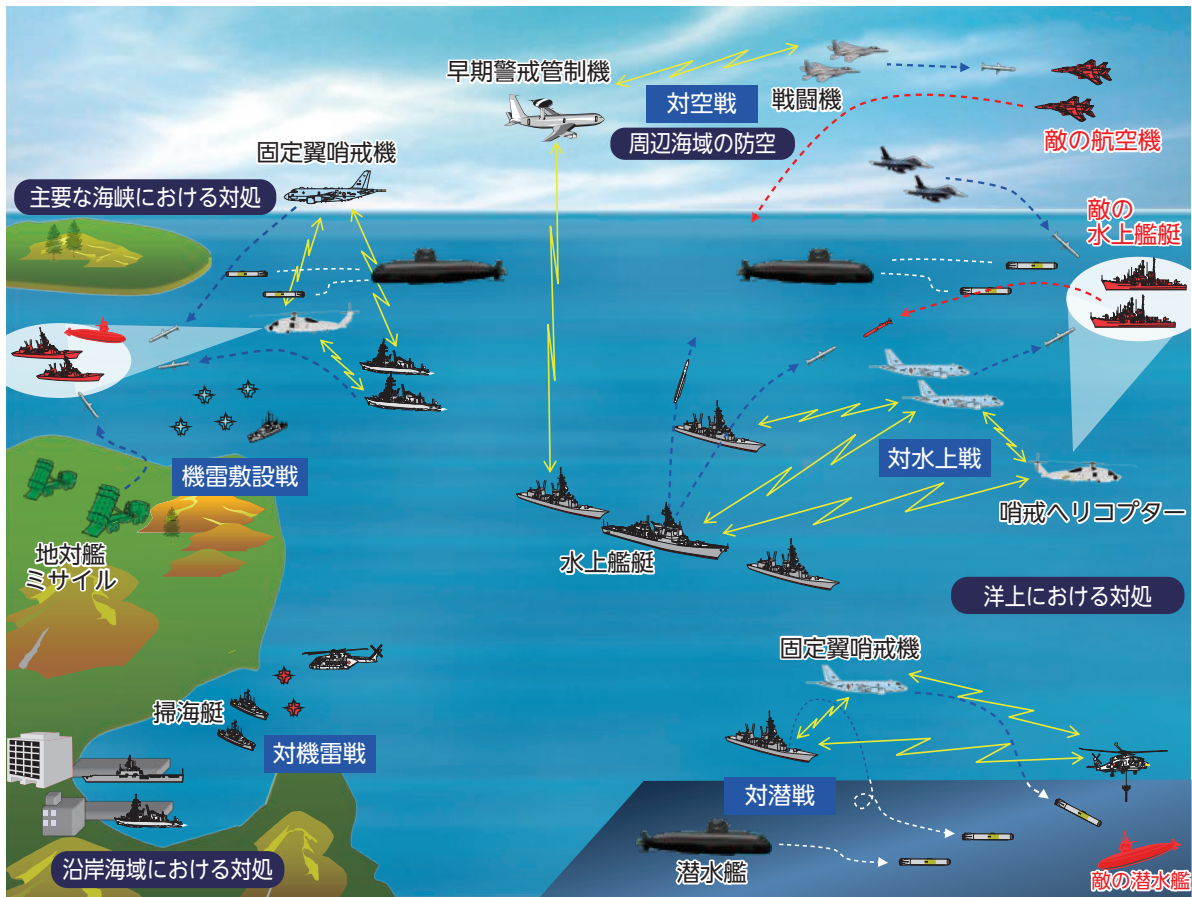 早期警戒管制機
対空戦
戦闘機
周辺海域の防空
敵の航空機
固定翼哨戒機
主要な海峡における対処
敵の
水上艦艇
機雷敷設戦
対水上戦
哨戒ヘリコプター
地対艦
ミサイル
水上艦艇
洋上における対処
固定翼哨戒機
掃海艇
対機雷戦
対潜戦
沿岸海域における対処
潜水艦
敵の潜水艦